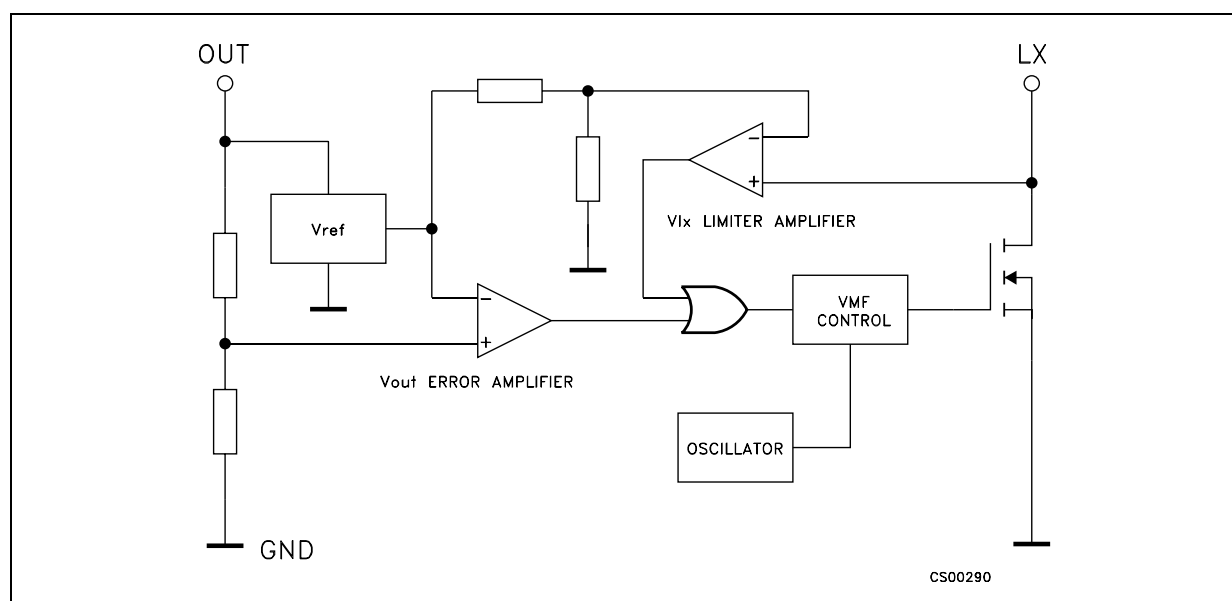 OUT
LX
−
+
Vlx LIMITER AMPLIFIER
Vref
−
+
Vout ERROR AMPLIFIER
VMF
CONTROL
OSCILLATOR
GND
CS00290